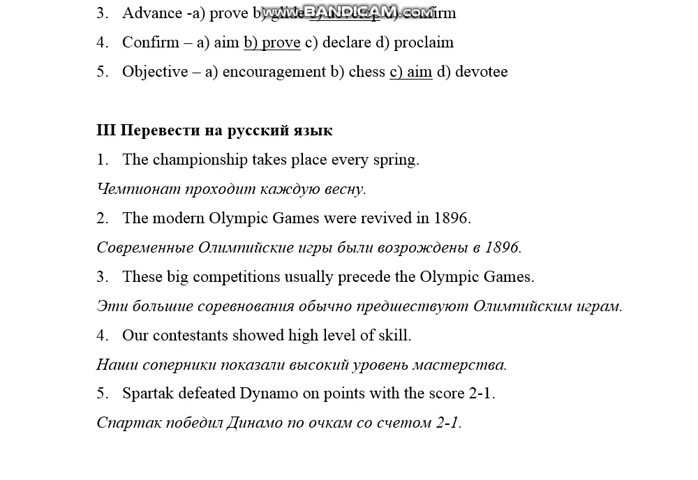 www.BANDICAM.com
3. Advance -a) prove b) glide c) develop d) confirm
4. Confirm – a) aim b) prove c) declare d) proclaim
5. Objective – a) encouragement b) chess c) aim d) devotee
III Перевести на русский язык
1. The championship takes place every spring.
Чемпионат проходит каждую весну.
2. The modern Olympic Games were revived in 1896.
Современные Олимпийские игры были возрождены в 1896.
3. These big competitions usually precede the Olympic Games.
Эти большие соревнования обычно предшествуют Олимпийским играм.
4. Our contestants showed high level of skill.
Наши соперники показали высокий уровень мастерства.
5. Spartak defeated Dynamo on points with the score 2-1.
Спартак победил Динамо по очкам со счетом 2-1.